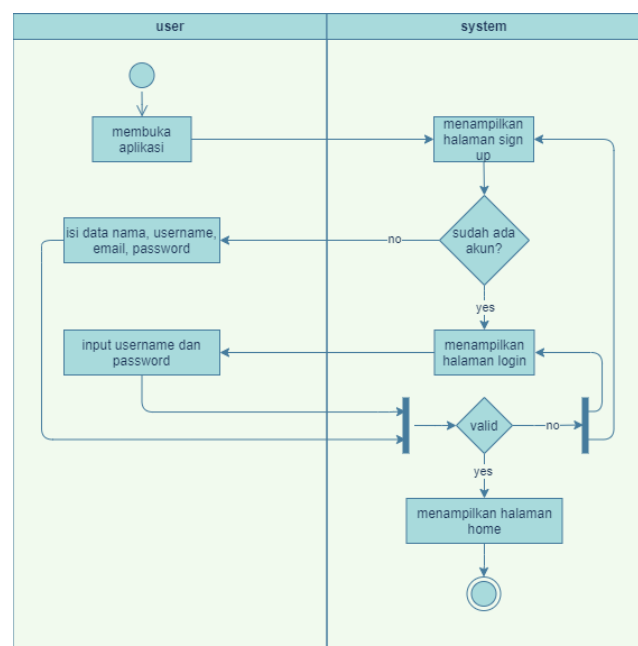 user
system
membuka
aplikasi
menampilkan
halaman sign
up
isi data nama, username,
email, password
no
sudah ada
akun?
yes
input username dan
password
menampilkan
halaman login
valid
no
yes
menampilkan halaman
home